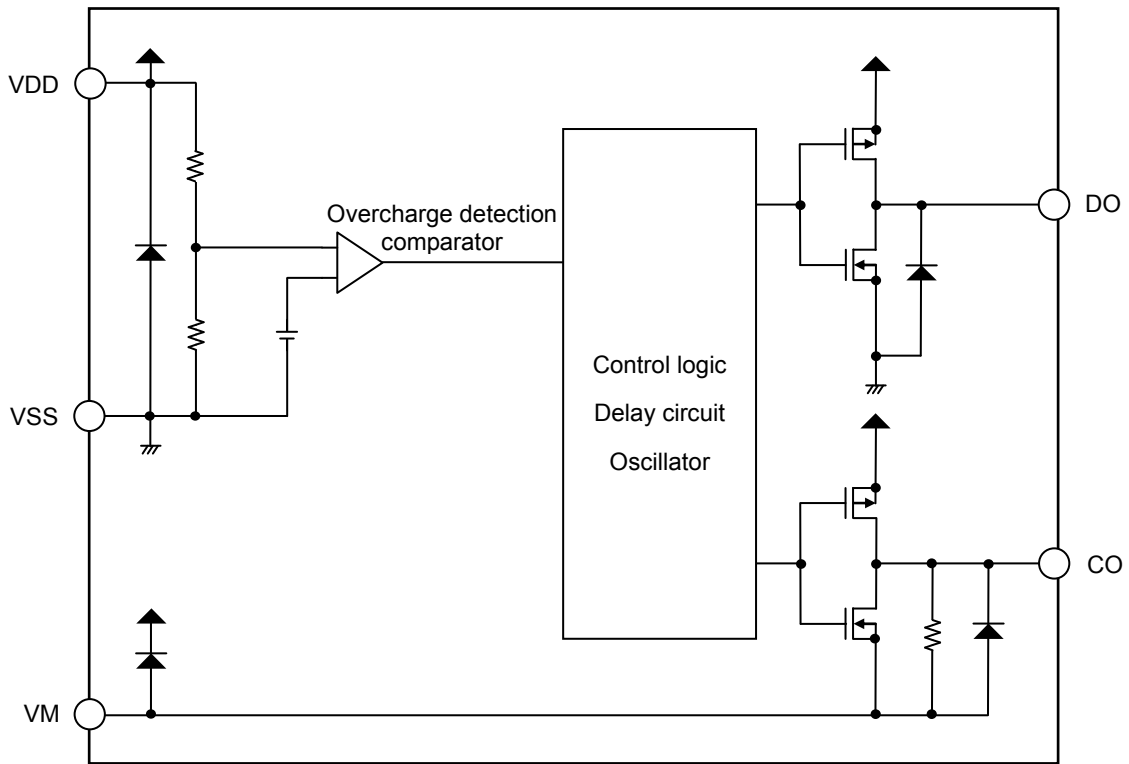 VDD
Overcharge detection
comparator
DO
VSS
Control logic
Delay circuit
Oscillator
CO
VM